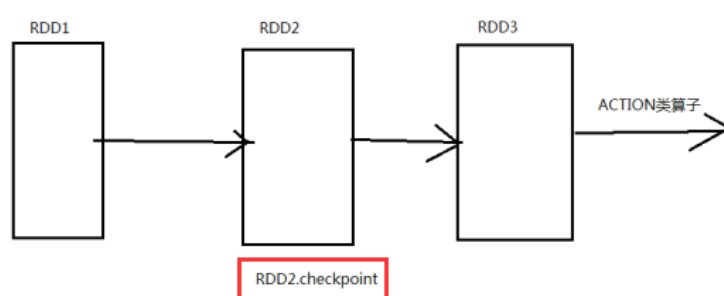 RDD1
RDD2
RDD3
ACTION类算子
RDD2.checkpoint